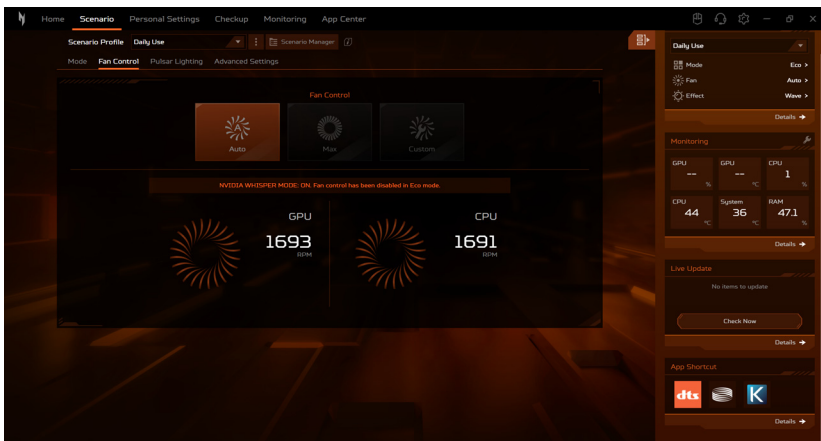 Home Scenario Personal Settings Checkup Monitoring App Center
Scenario Profile Daily Use Scenario Manager
Mode Fan Control Pulsar Lighting Advanced Settings
Fan Control
Auto Max Custom
NVIDIA WHISPER MODE: ON. Fan control has been disabled in Eco mode.
GPU
1693
RPM
CPU
1691
RPM
Daily Use
Mode Eco >
Fan Auto >
Effect Wave >
Details →
Monitoring
GPU GPU CPU
-- -- 1
% °C %
CPU System RAM
44 36 47.1
°C °C %
Details →
Live Update
No items to update
Check Now
Details →
App Shortcut
dts K
Details →